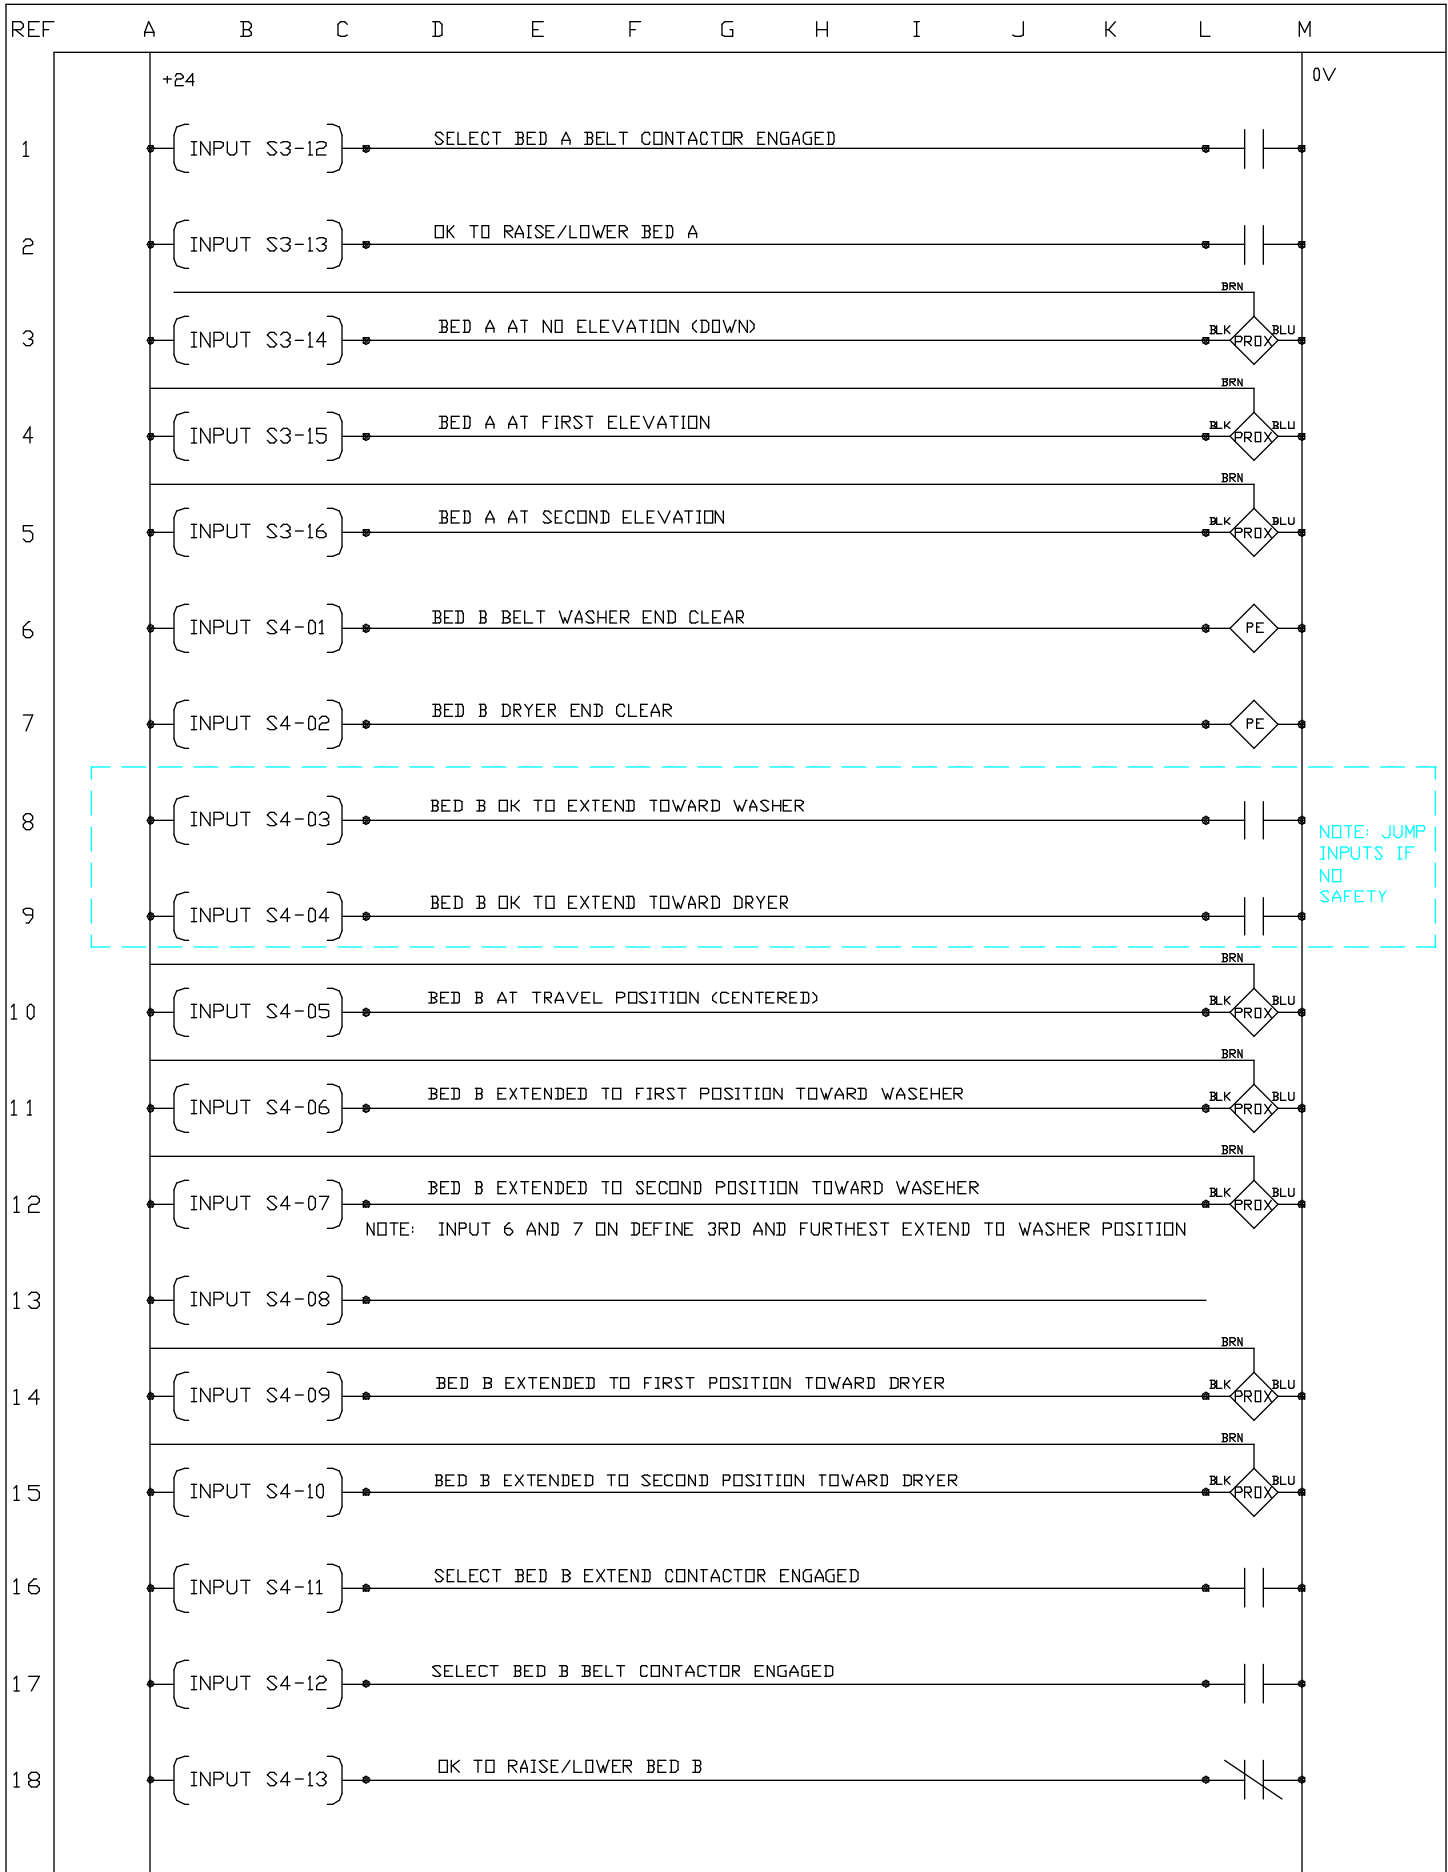 REF A B C D E F G H I J K L M
+24 0V
1 INPUT S3-12 SELECT BED A BELT CONTACTOR ENGAGED
2 INPUT S3-13 OK TO RAISE/LOWER BED A
BRN
3 INPUT S3-14 BED A AT NO ELEVATION (DOWN) BLK PROX BLU
BRN
4 INPUT S3-15 BED A AT FIRST ELEVATION BLK PROX BLU
BRN
5 INPUT S3-16 BED A AT SECOND ELEVATION BLK PROX BLU
6 INPUT S4-01 BED B BELT WASHER END CLEAR PE
7 INPUT S4-02 BED B DRYER END CLEAR PE
8 INPUT S4-03 BED B OK TO EXTEND TOWARD WASHER
NOTE: JUMP
INPUTS IF
NO
SAFETY
9 INPUT S4-04 BED B OK TO EXTEND TOWARD DRYER
BRN
10 INPUT S4-05 BED B AT TRAVEL POSITION (CENTERED) BLK PROX BLU
BRN
11 INPUT S4-06 BED B EXTENDED TO FIRST POSITION TOWARD WASEHER BLK PROX BLU
BRN
12 INPUT S4-07 BED B EXTENDED TO SECOND POSITION TOWARD WASEHER BLK PROX BLU
NOTE: INPUT 6 AND 7 ON DEFINE 3RD AND FURTHEST EXTEND TO WASHER POSITION
13 INPUT S4-08
BRN
14 INPUT S4-09 BED B EXTENDED TO FIRST POSITION TOWARD DRYER BLK PROX BLU
BRN
15 INPUT S4-10 BED B EXTENDED TO SECOND POSITION TOWARD DRYER BLK PROX BLU
16 INPUT S4-11 SELECT BED B EXTEND CONTACTOR ENGAGED
17 INPUT S4-12 SELECT BED B BELT CONTACTOR ENGAGED
18 INPUT S4-13 OK TO RAISE/LOWER BED B